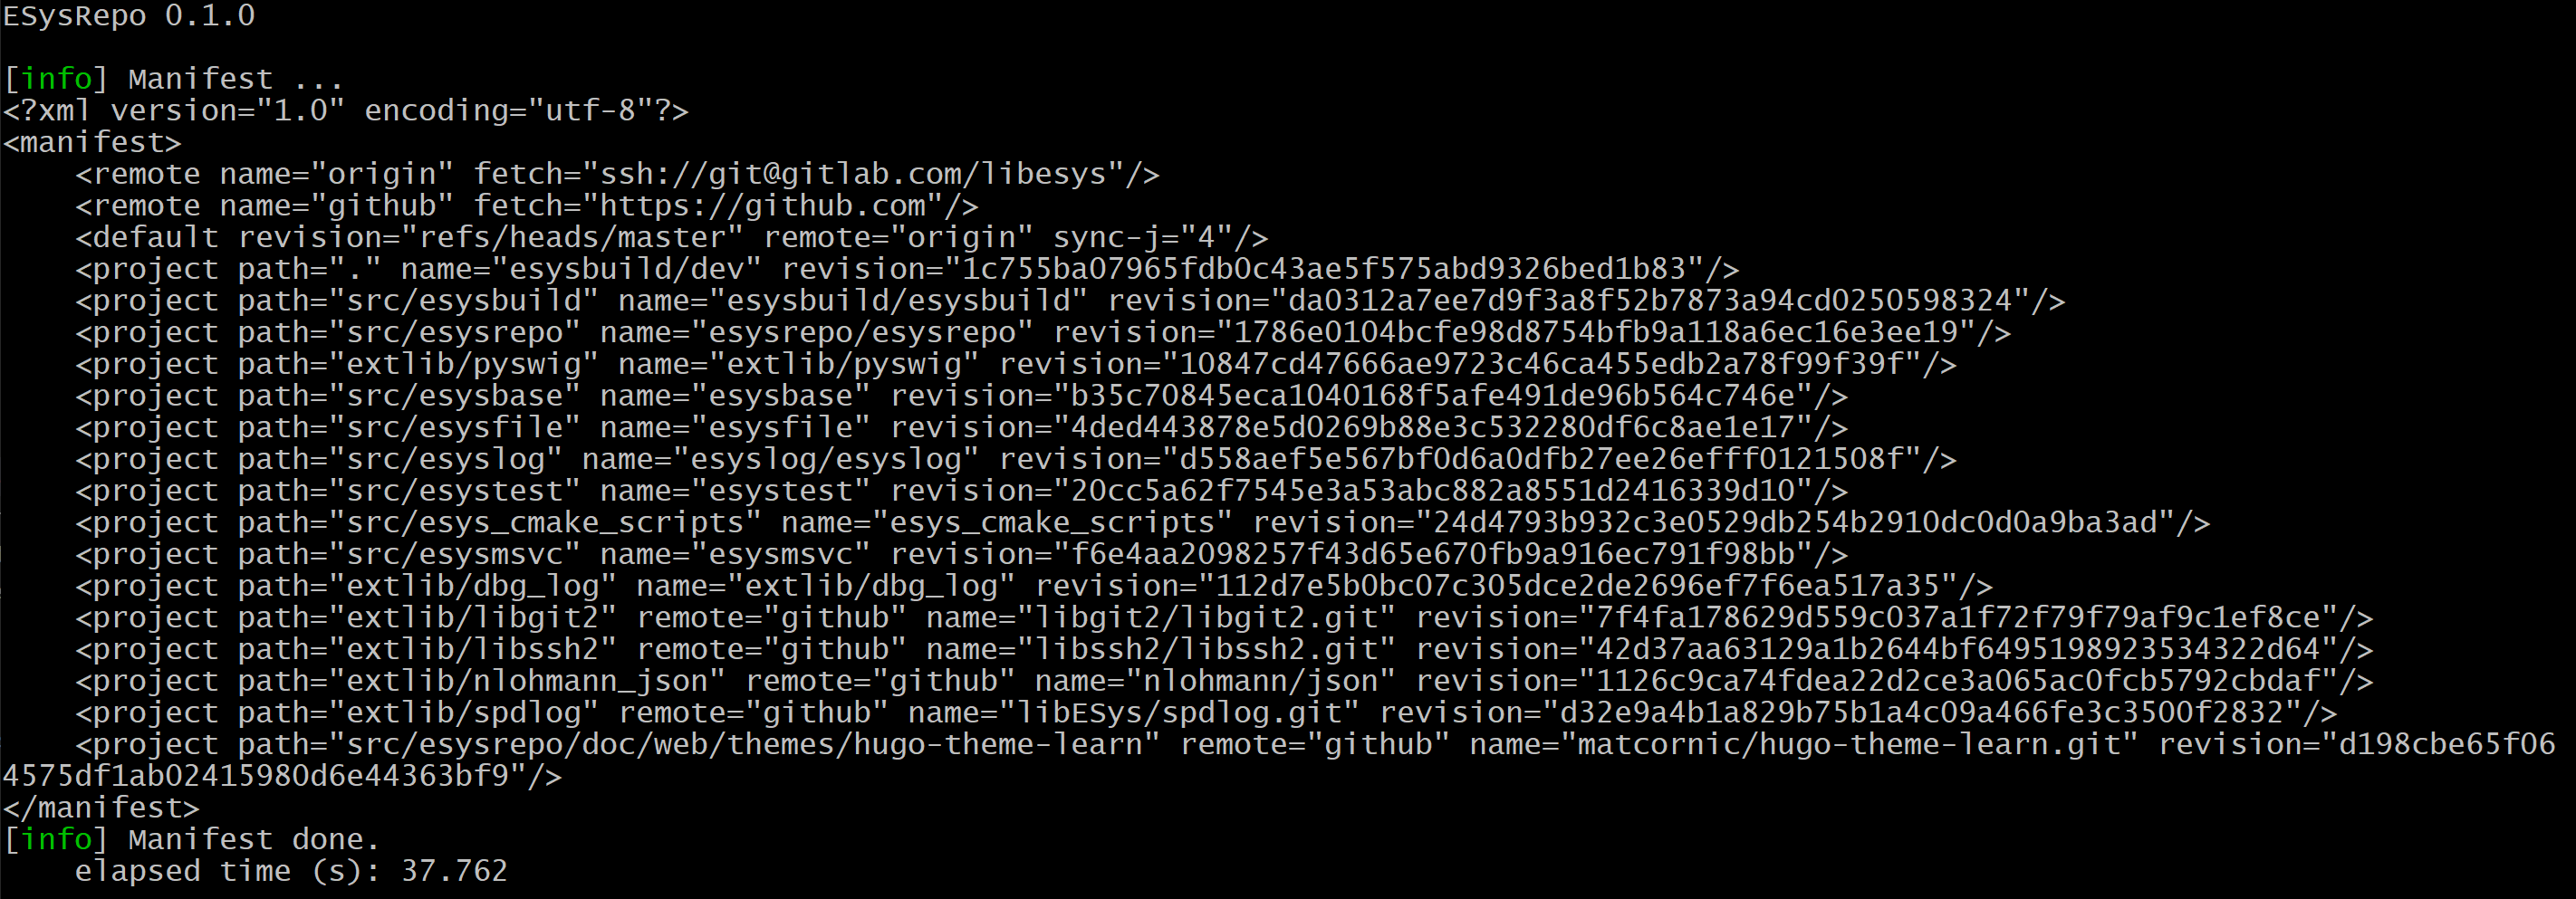 ESysRepo 0.1.0
[info] Manifest ...
<?xml version="1.0" encoding="utf-8"?>
<manifest>
    <remote name="origin" fetch="ssh://git@gitlab.com/libesys"/>
    <remote name="github" fetch="https://github.com"/>
    <default revision="refs/heads/master" remote="origin" sync-j="4"/>
    <project path="." name="esysbuild/dev" revision="1c755ba07965fdb0c43ae5f575abd9326bed1b83"/>
    <project path="src/esysbuild" name="esysbuild/esysbuild" revision="da0312a7ee7d9f3a8f52b7873a94cd0250598324"/>
    <project path="src/esysrepo" name="esysrepo/esysrepo" revision="1786e0104bcfe98d8754bfb9a118a6ec16e3ee19"/>
    <project path="extlib/pyswig" name="extlib/pyswig" revision="10847cd47666ae9723c46ca455edb2a78f99f39f"/>
    <project path="src/esysbase" name="esysbase" revision="b35c70845eca1040168f5afe491de96b564c746e"/>
    <project path="src/esysfile" name="esysfile" revision="4ded443878e5d0269b88e3c532280df6c8ae1e17"/>
    <project path="src/esyslog" name="esyslog/esyslog" revision="d558aef5e567bf0d6a0dfb27ee26efff0121508f"/>
    <project path="src/esystest" name="esystest" revision="20cc5a62f7545e3a53abc882a8551d2416339d10"/>
    <project path="src/esys_cmake_scripts" name="esys_cmake_scripts" revision="24d4793b932c3e0529db254b2910dc0d0a9ba3ad"/>
    <project path="src/esysmsvc" name="esysmsvc" revision="f6e4aa2098257f43d65e670fb9a916ec791f98bb"/>
    <project path="extlib/dbg_log" name="extlib/dbg_log" revision="112d7e5b0bc07c305dce2de2696ef7f6ea517a35"/>
    <project path="extlib/libgit2" remote="github" name="libgit2/libgit2.git" revision="7f4fa178629d559c037a1f72f79f79af9c1ef8ce"/>
    <project path="extlib/libssh2" remote="github" name="libssh2/libssh2.git" revision="42d37aa63129a1b2644bf6495198923534322d64"/>
    <project path="extlib/nlohmann_json" remote="github" name="nlohmann/json" revision="1126c9ca74fdea22d2ce3a065ac0fcb5792cbdaf"/>
    <project path="extlib/spdlog" remote="github" name="libESys/spdlog.git" revision="d32e9a4b1a829b75b1a4c09a466fe3c3500f2832"/>
    <project path="src/esysrepo/doc/web/themes/hugo-theme-learn" remote="github" name="matcornic/hugo-theme-learn.git" revision="d198cbe65f06
4575df1ab02415980d6e44363bf9"/>
</manifest>
[info] Manifest done.
    elapsed time (s): 37.762